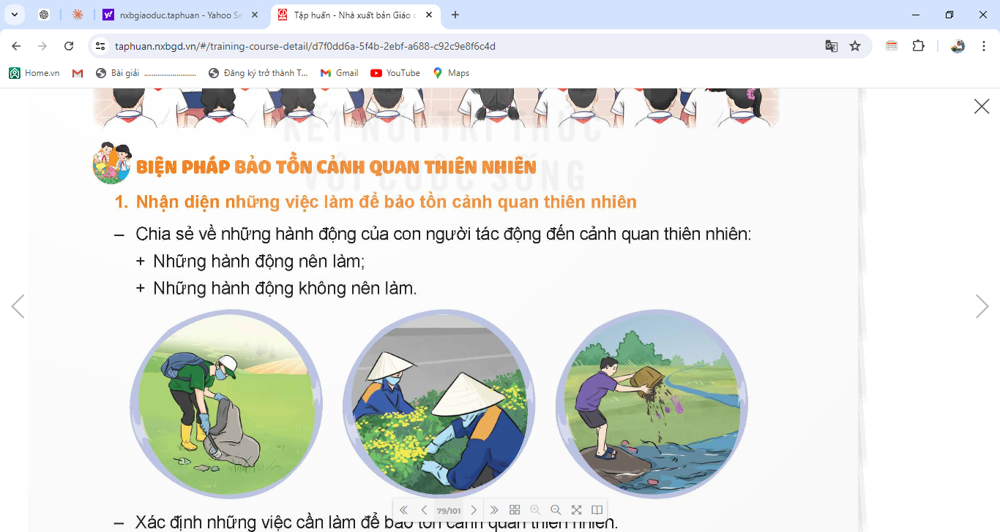 nxbgiaoduc.taphuan - Yahoo Se
Tập huấn - Nhà xuất bản Giáo d
taphuan.nxbgd.vn/#/training-course-detail/d7f0dd6a-5f4b-2ebf-a688-c92c9e8f6c4d
Home.vn
Bài giải ..........................
Đăng ký trở thành T...
Gmail
YouTube
Maps
KẾT NỐI TRI THỨC
VỚI CUỘC SỐNG
BIỆN PHÁP BẢO TỒN CẢNH QUAN THIÊN NHIÊN
1. Nhận diện những việc làm để bảo tồn cảnh quan thiên nhiên
– Chia sẻ về những hành động của con người tác động đến cảnh quan thiên nhiên:
+ Những hành động nên làm;
+ Những hành động không nên làm.
79/101
– Xác định những việc cần làm để bảo tồn cảnh quan thiên nhiên.